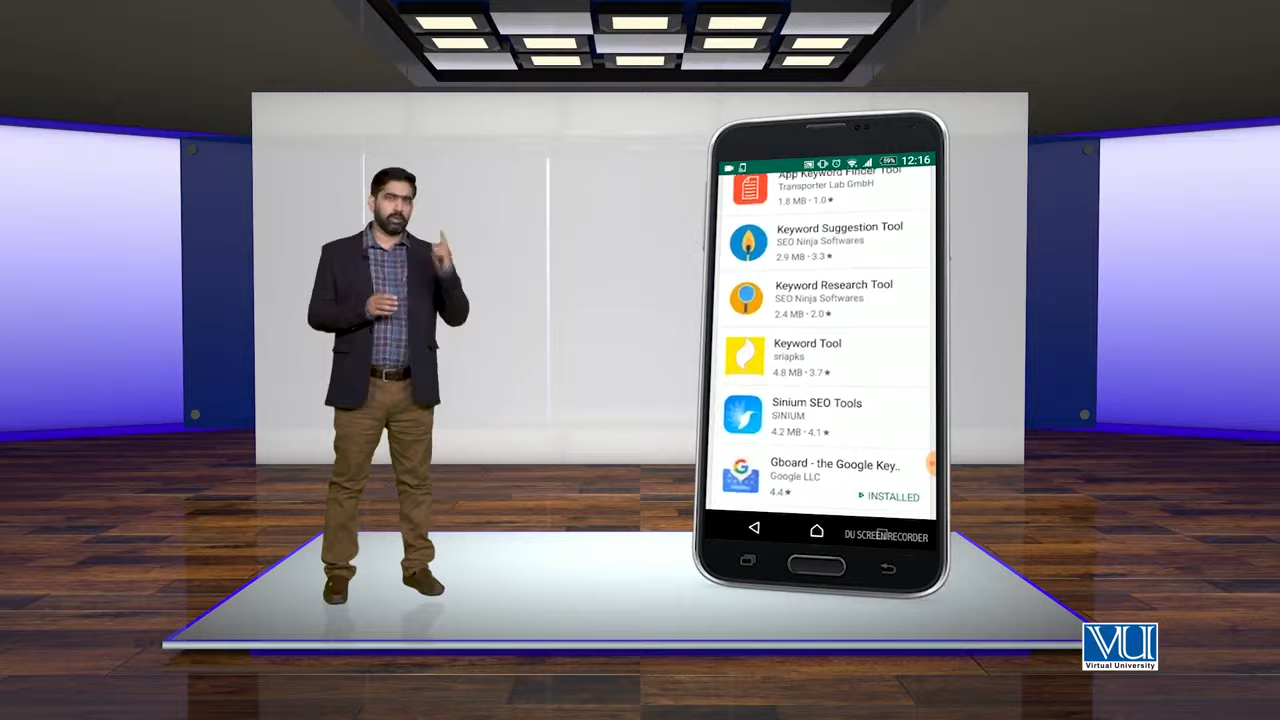 59% 12:16
App Keyword Finder Tool
Transporter Lab GmbH
1.8 MB · 1.0★
Keyword Suggestion Tool
SEO Ninja Softwares
2.9 MB · 3.3★
Keyword Research Tool
SEO Ninja Softwares
2.4 MB · 2.0★
Keyword Tool
sriapks
4.8 MB · 3.7★
Sinium SEO Tools
SINIUM
4.2 MB · 4.1★
Gboard - the Google Key..
Google LLC
4.4★
INSTALLED
DU SCREEN RECORDER
VU
Virtual University